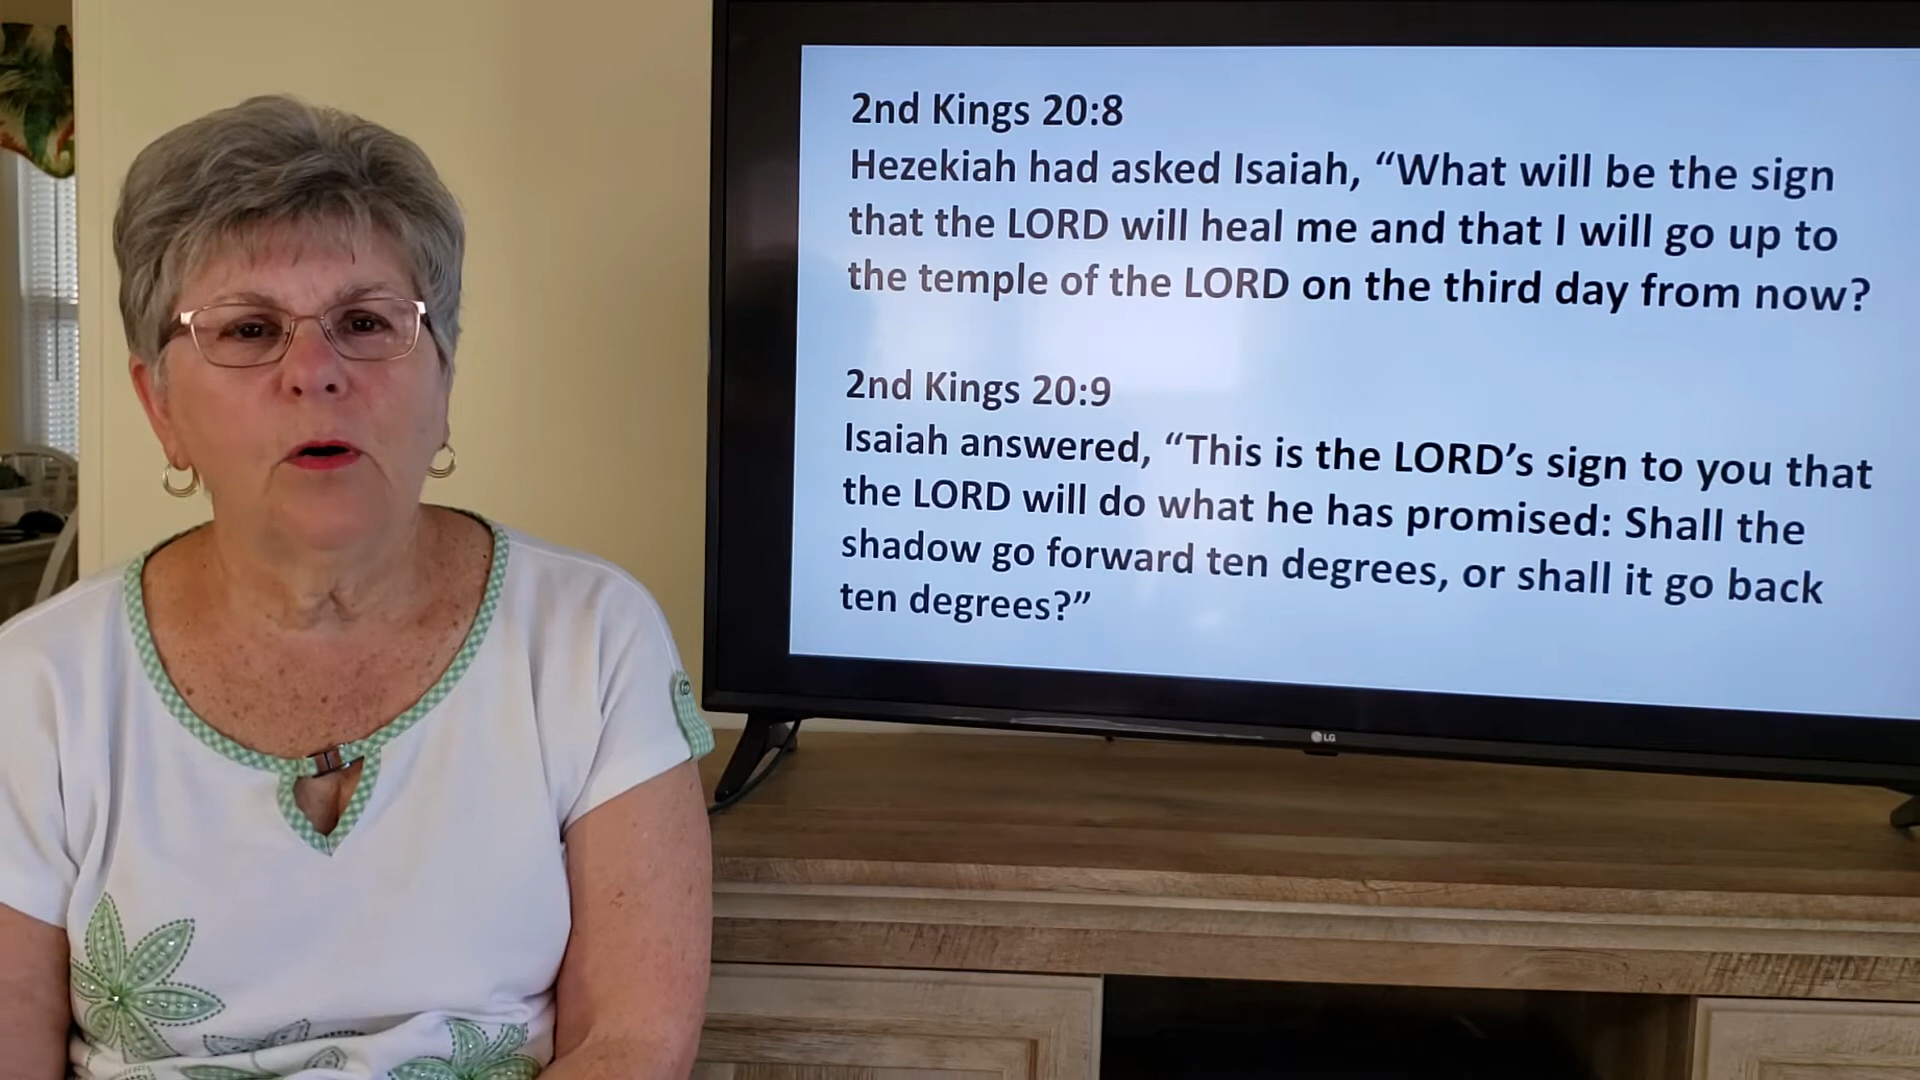 2nd Kings 20:8
Hezekiah had asked Isaiah, “What will be the sign
that the LORD will heal me and that I will go up to
the temple of the LORD on the third day from now?
2nd Kings 20:9
Isaiah answered, “This is the LORD’s sign to you that
the LORD will do what he has promised: Shall the
shadow go forward ten degrees, or shall it go back
ten degrees?”
LG